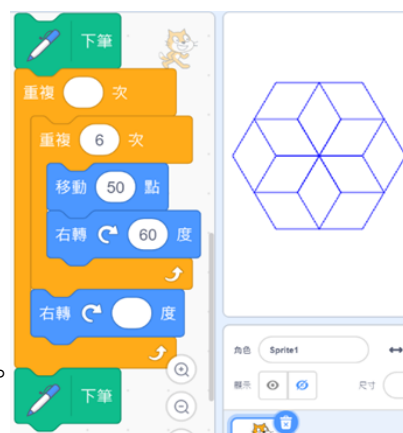 下筆
重複 次
重複 6 次
移動 50 點
右轉 60 度
右轉 度
下筆
角色 Sprite1
顯示 尺寸